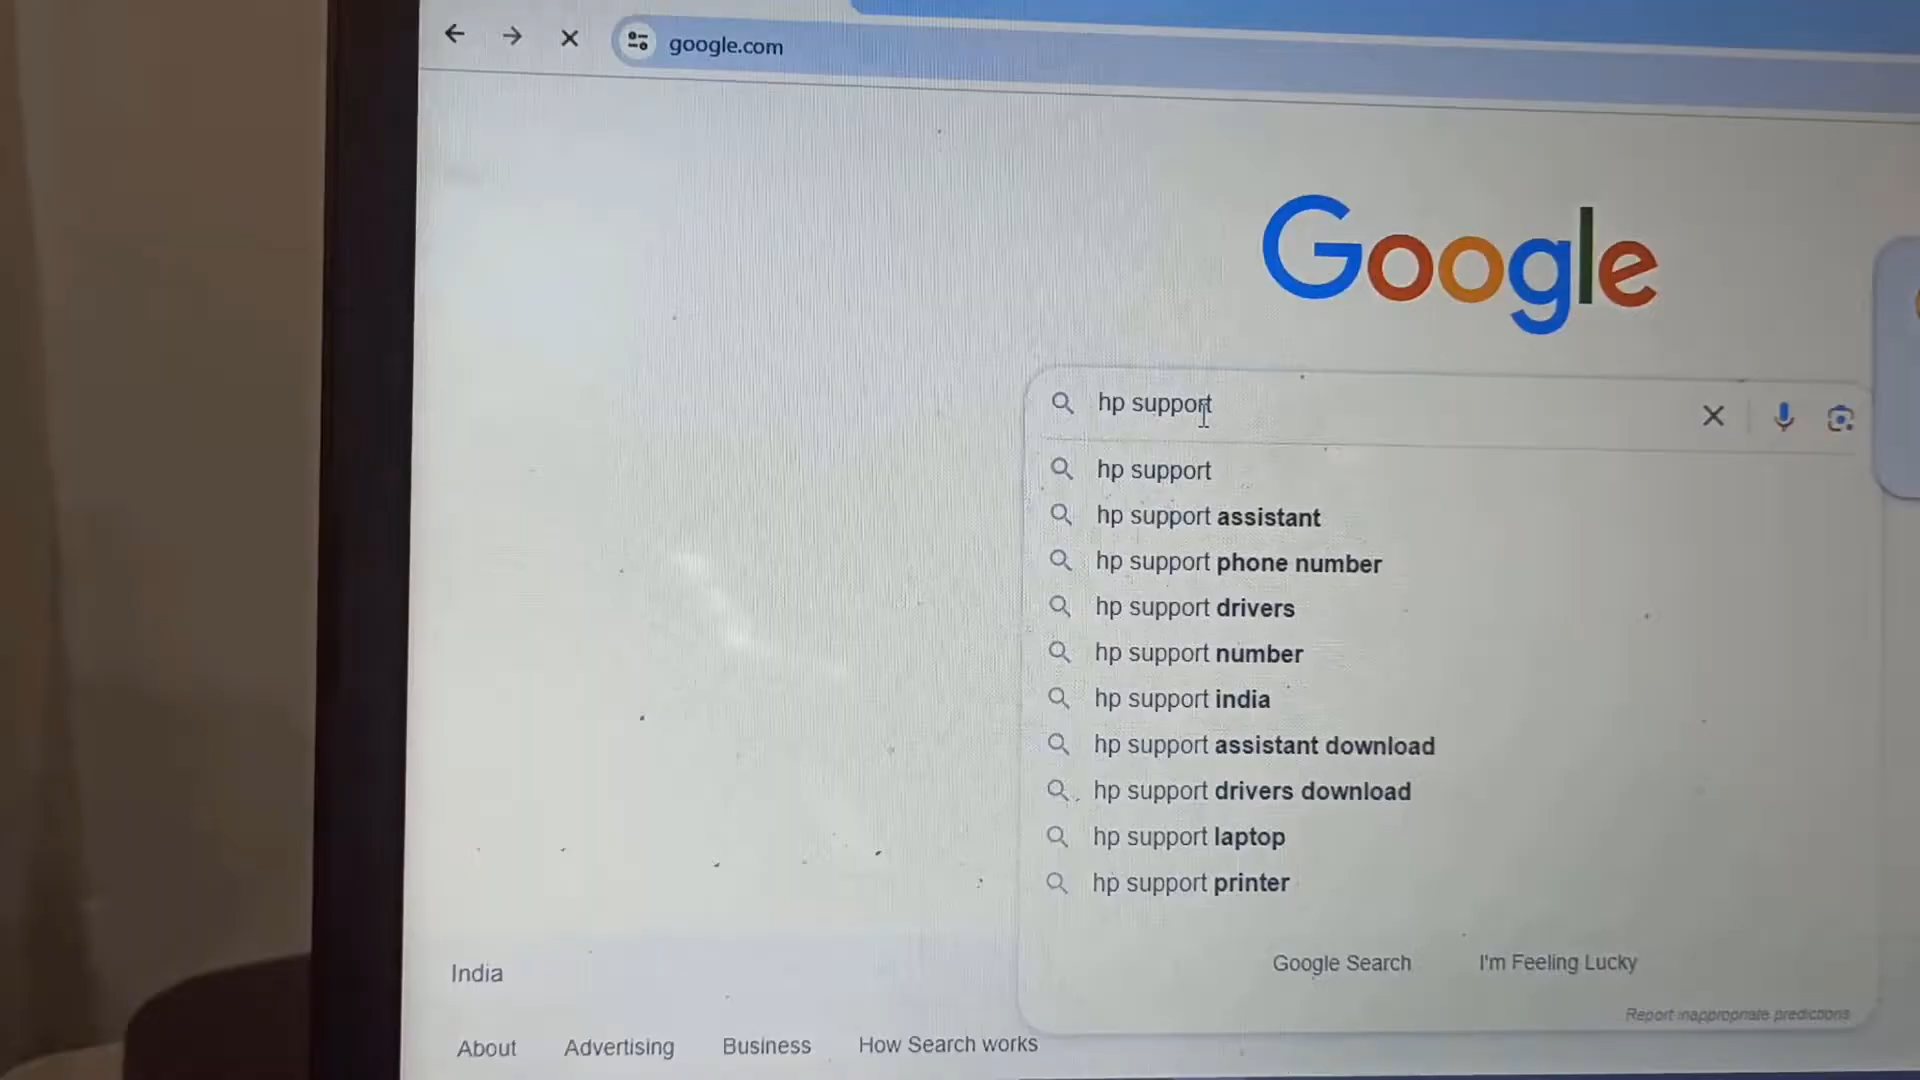 google.com
Google
hp support
hp support
hp support assistant
hp support phone number
hp support drivers
hp support number
hp support india
hp support assistant download
hp support drivers download
hp support laptop
hp support printer
Google Search
I'm Feeling Lucky
Report inappropriate predictions
India
About
Advertising
Business
How Search works